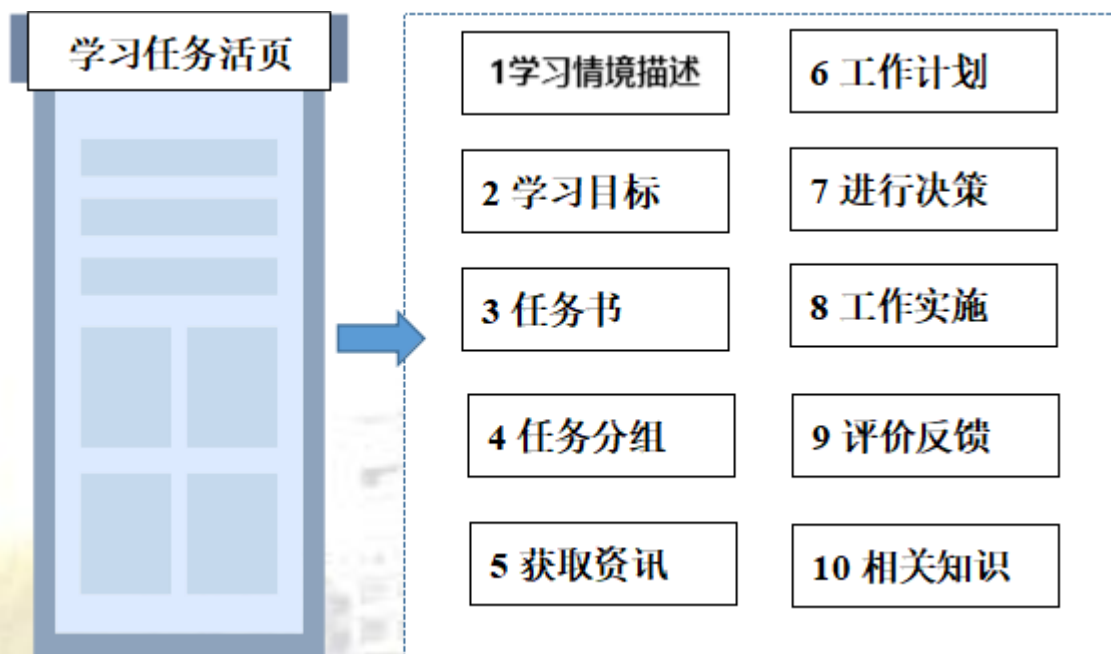 学习任务活页
1学习情境描述
2 学习目标
3 任务书
4 任务分组
5 获取资讯
6 工作计划
7 进行决策
8 工作实施
9 评价反馈
10 相关知识